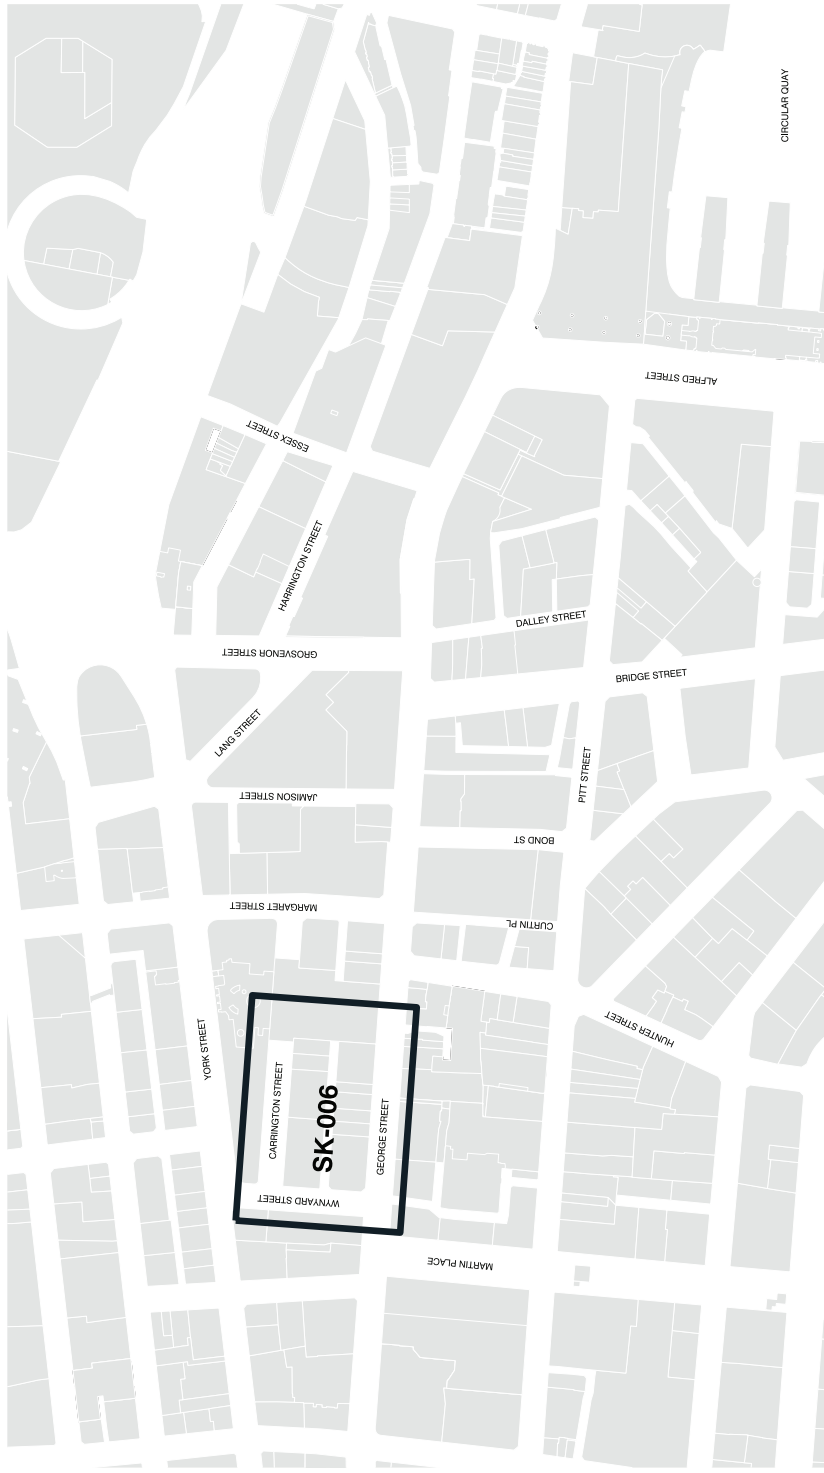 CIRCULAR QUAY
ALFRED STREET
ESSEX STREET
HARRINGTON STREET
DALLEY STREET
GROSVENOR STREET
BRIDGE STREET
LANG STREET
PITT STREET
JAMISON STREET
BOND ST
MARGARET STREET
CURTIN PL
HUNTER STREET
YORK STREET
CARRINGTON STREET
SK-006
GEORGE STREET
WYNYARD STREET
MARTIN PLACE